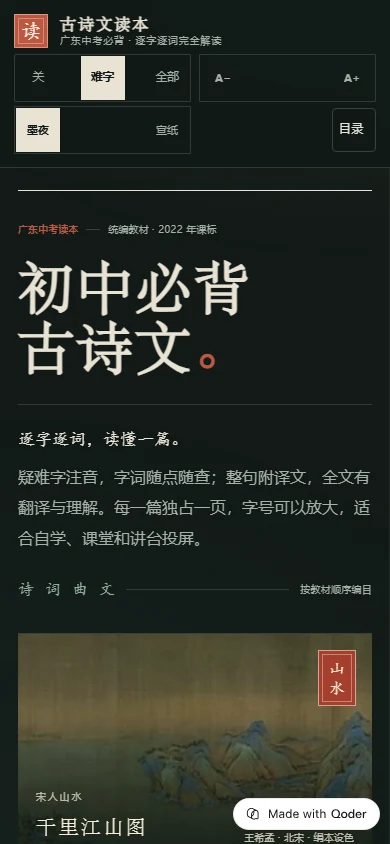 读
古诗文读本
广东中考必背 · 逐字逐词完全解读
关 难字 全部
A− A+
墨夜 宣纸
目录
广东中考读本 — 统编教材 · 2022 年课标
初中必背
古诗文。
逐字逐词，读懂一篇。
疑难字注音，字词随点随查；整句附译文，全文有
翻译与理解。每一篇独占一页，字号可以放大，适
合自学、课堂和讲台投屏。
诗词曲文
按教材顺序编目
山
水
宋人山水
千里江山图
Made with Qoder
王希孟 · 北宋 · 绢本设色